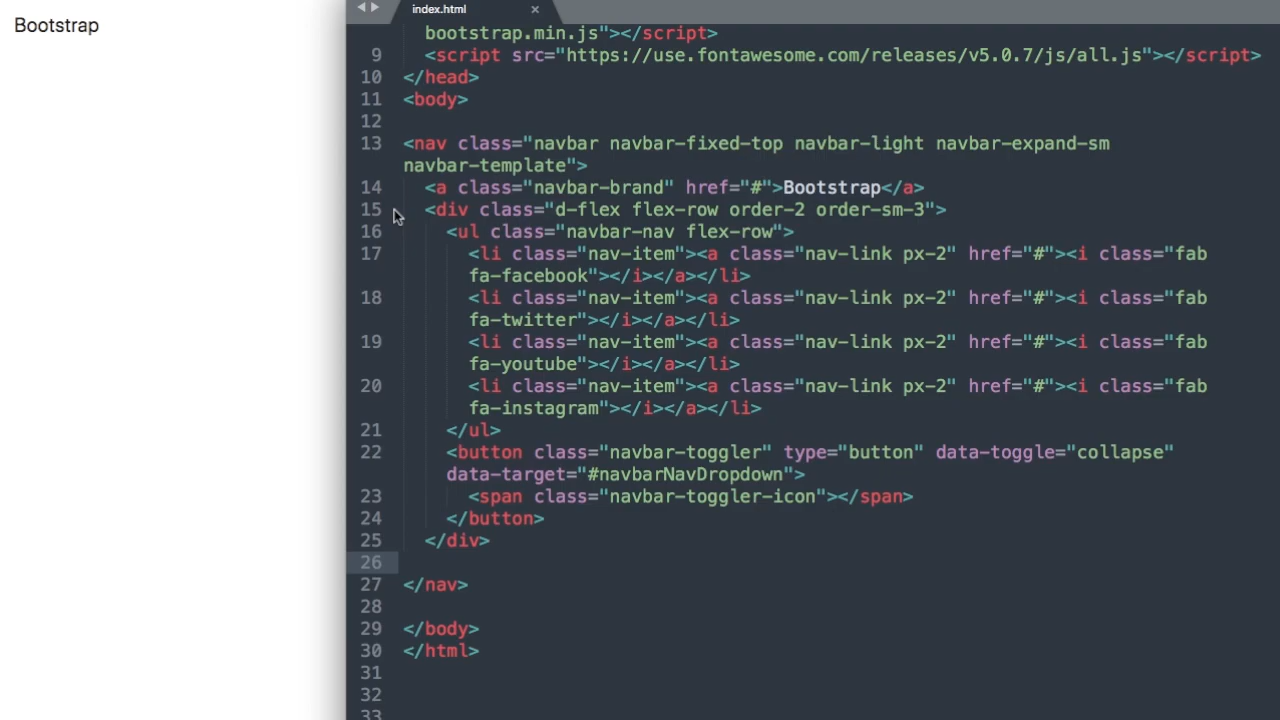 Bootstrap
index.html
bootstrap.min.js"></script>
9 <script src="https://use.fontawesome.com/releases/v5.0.7/js/all.js"></script>
10 </head>
11 <body>
12
13 <nav class="navbar navbar-fixed-top navbar-light navbar-expand-sm
navbar-template">
14 <a class="navbar-brand" href="#">Bootstrap</a>
15 <div class="d-flex flex-row order-2 order-sm-3">
16 <ul class="navbar-nav flex-row">
17 <li class="nav-item"><a class="nav-link px-2" href="#"><i class="fab
fa-facebook"></i></a></li>
18 <li class="nav-item"><a class="nav-link px-2" href="#"><i class="fab
fa-twitter"></i></a></li>
19 <li class="nav-item"><a class="nav-link px-2" href="#"><i class="fab
fa-youtube"></i></a></li>
20 <li class="nav-item"><a class="nav-link px-2" href="#"><i class="fab
fa-instagram"></i></a></li>
21 </ul>
22 <button class="navbar-toggler" type="button" data-toggle="collapse"
data-target="#navbarNavDropdown">
23 <span class="navbar-toggler-icon"></span>
24 </button>
25 </div>
26
27 </nav>
28
29 </body>
30 </html>
31
32
33